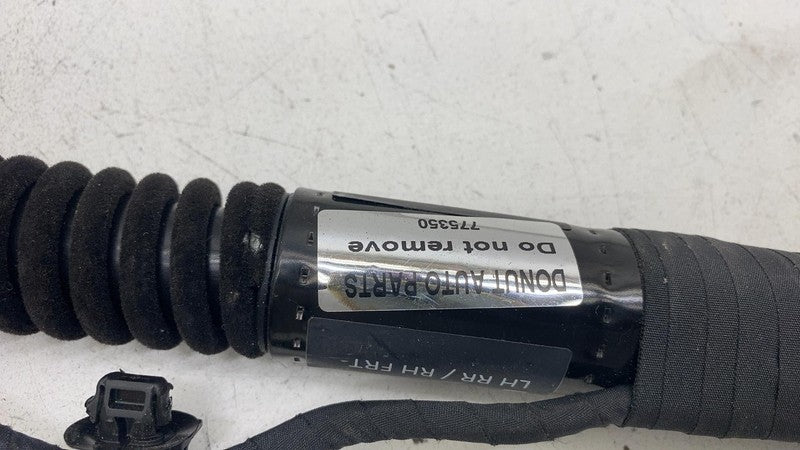 DONUT AUTO PARTS
Do not remove
775350
LH RR / RH FRT-